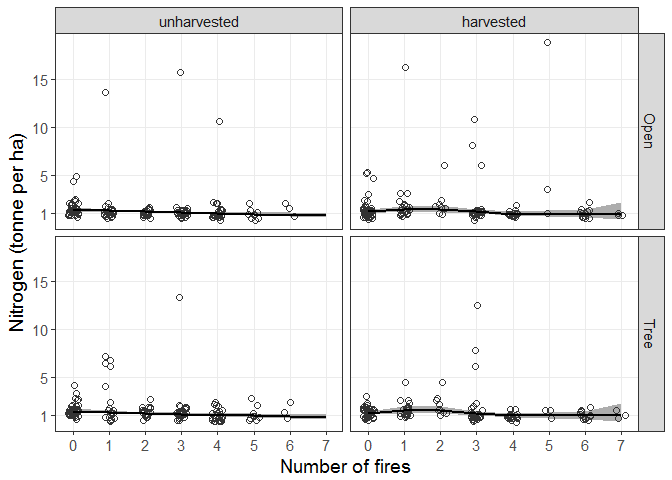 unharvested harvested
15
10
5
1
Open
15
10
5
1
Tree
Nitrogen (tonne per ha)
0 1 2 3 4 5 6 7 0 1 2 3 4 5 6 7
Number of fires